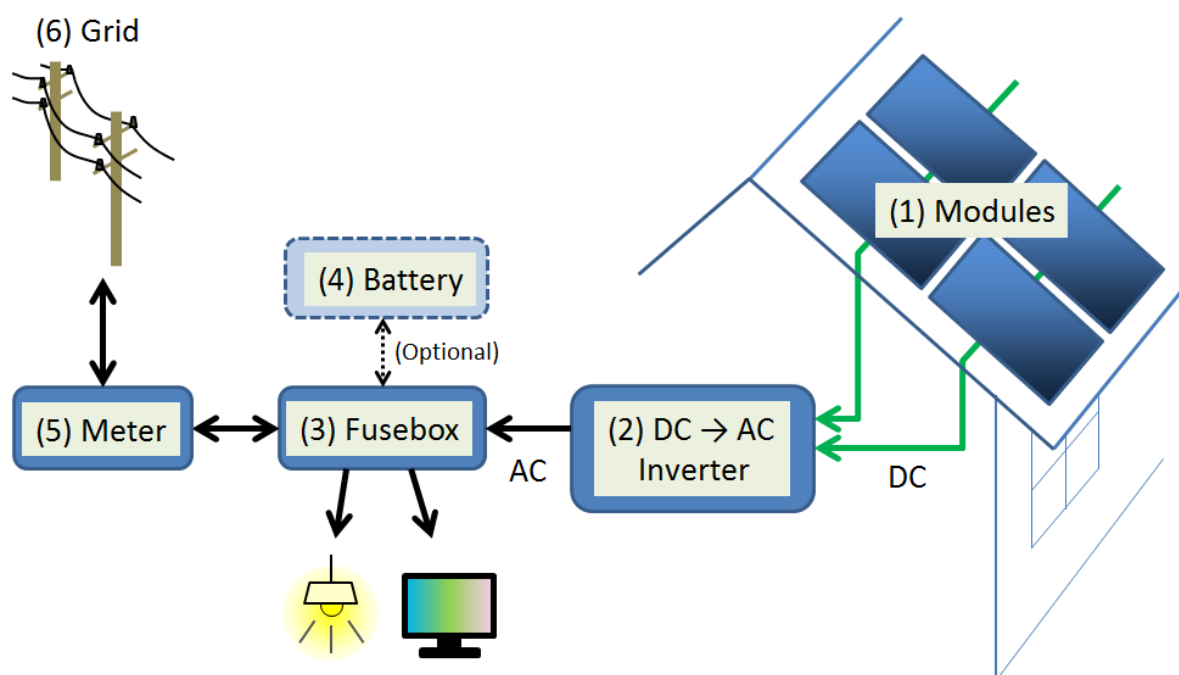 (6) Grid
(1) Modules
(4) Battery
(Optional)
(5) Meter
(3) Fusebox
(2) DC → AC
Inverter
AC
DC